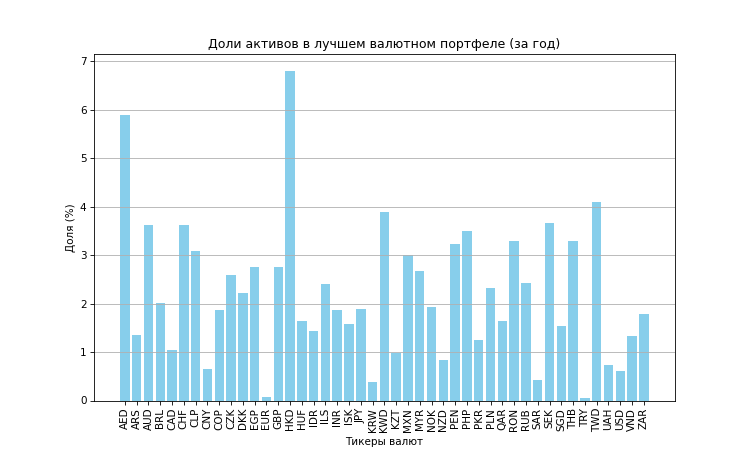 Доли активов в лучшем валютном портфеле (за год)
Доля (%)
7
6
5
4
3
2
1
0
AED ARS AUD BRL CAD CHF CLP CNY COP CZK DKK EGP EUR GBP HKD HUF IDR ILS INR ISK JPY KRW KWD KZT MXN MYR NOK NZD PEN PHP PKR PLN QAR RON RUB SAR SEK SGD THB TRY TWD UAH USD VND ZAR
Тикеры валют